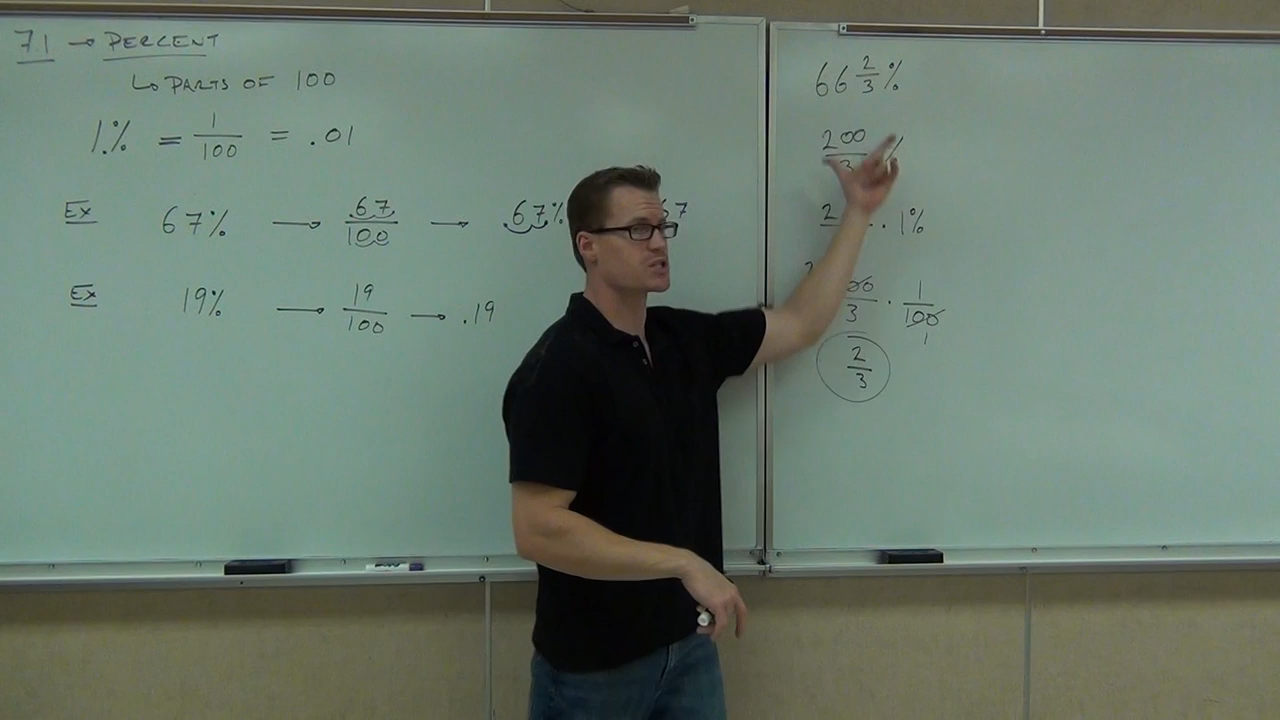 71 → PERCENT
↳ PARTS OF 100
1.% = 1/100 = .01
Ex 67% → 67/100 → .67% 67
Ex 19% → 19/100 → .19
66 2/3 %
200/3 %
2 . .1%
200/3 · 1/100 1
2/3